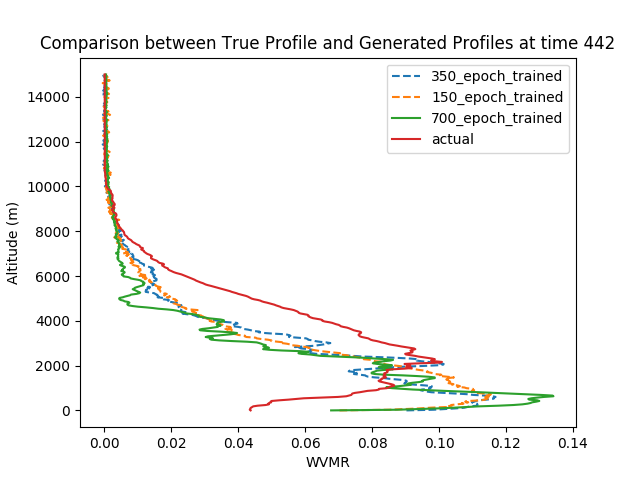 Comparison between True Profile and Generated Profiles at time 442
350_epoch_trained
150_epoch_trained
700_epoch_trained
actual
14000
12000
10000
8000
6000
4000
2000
0
Altitude (m)
0.00 0.02 0.04 0.06 0.08 0.10 0.12 0.14
WVMR